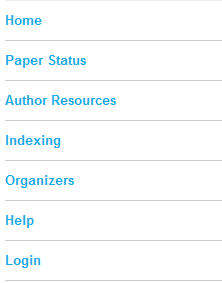 Home
Paper Status
Author Resources
Indexing
Organizers
Help
Login